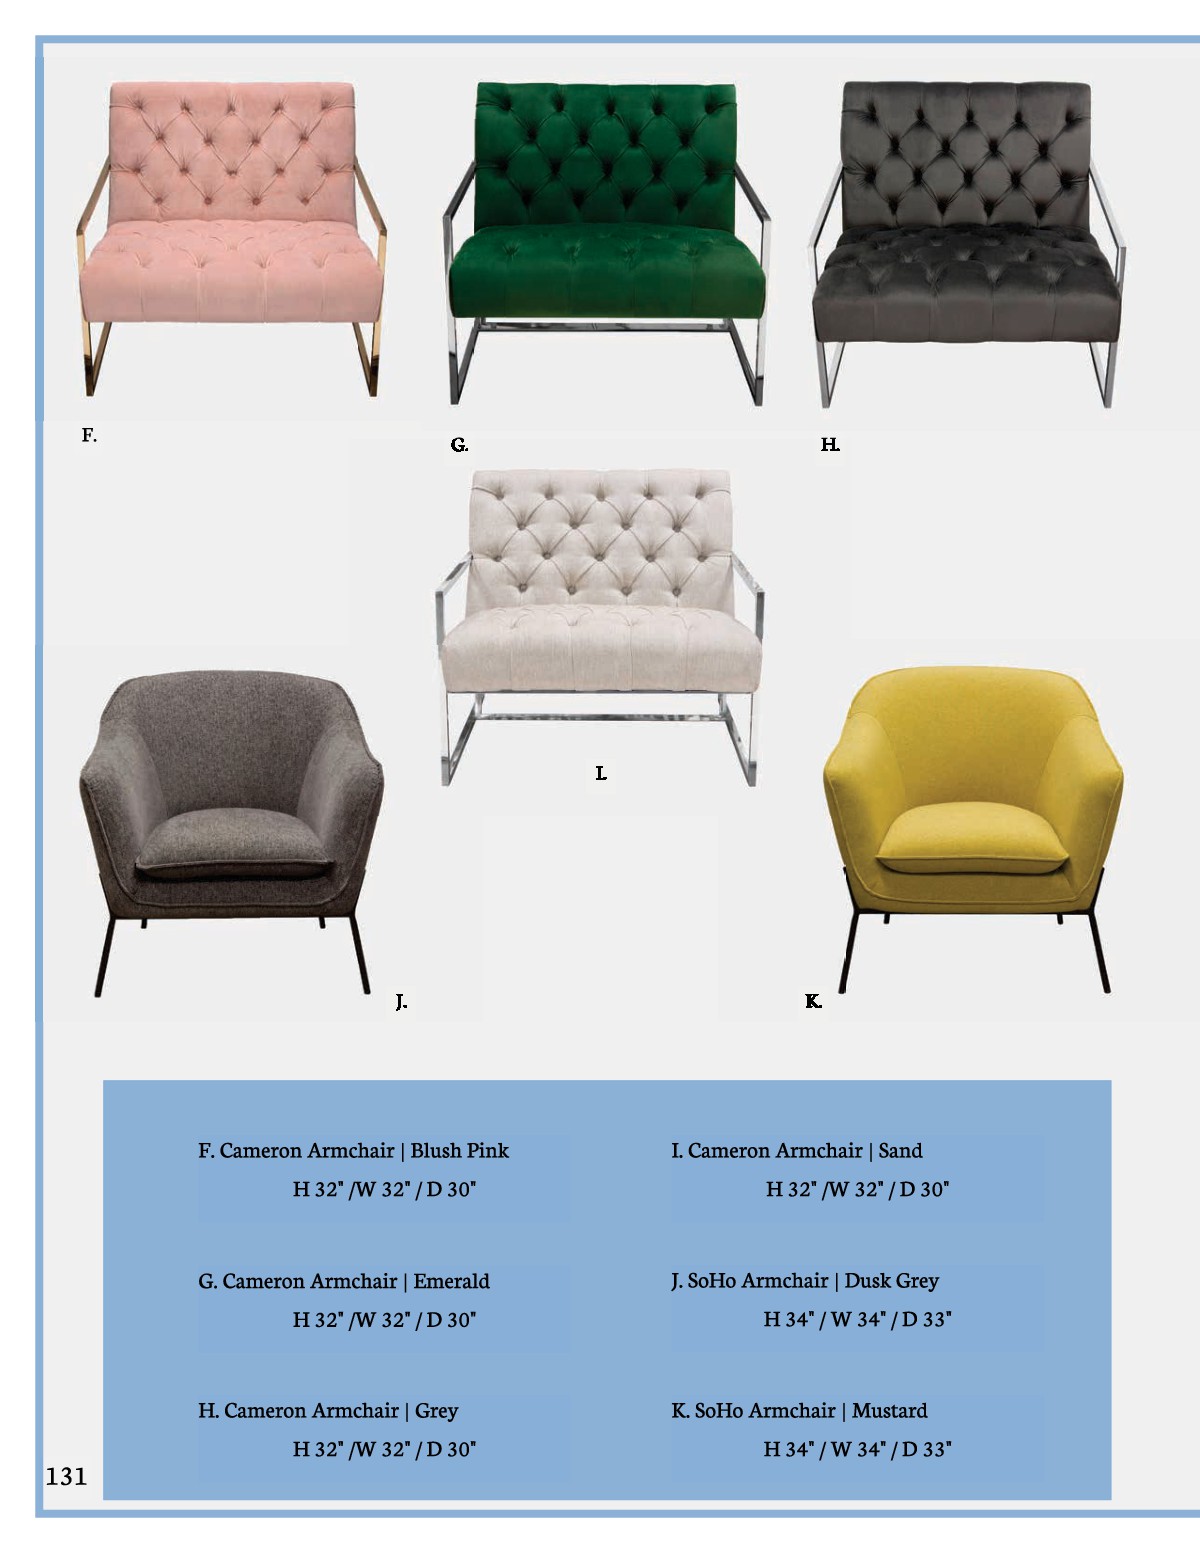 F.
G.
H.
I.
J.
K.
F. Cameron Armchair | Blush Pink
H 32" /W 32" / D 30"
G. Cameron Armchair | Emerald
H 32" /W 32" / D 30"
H. Cameron Armchair | Grey
H 32" /W 32" / D 30"
I. Cameron Armchair | Sand
H 32" /W 32" / D 30"
J. SoHo Armchair | Dusk Grey
H 34" / W 34" / D 33"
K. SoHo Armchair | Mustard
H 34" / W 34" / D 33"
131